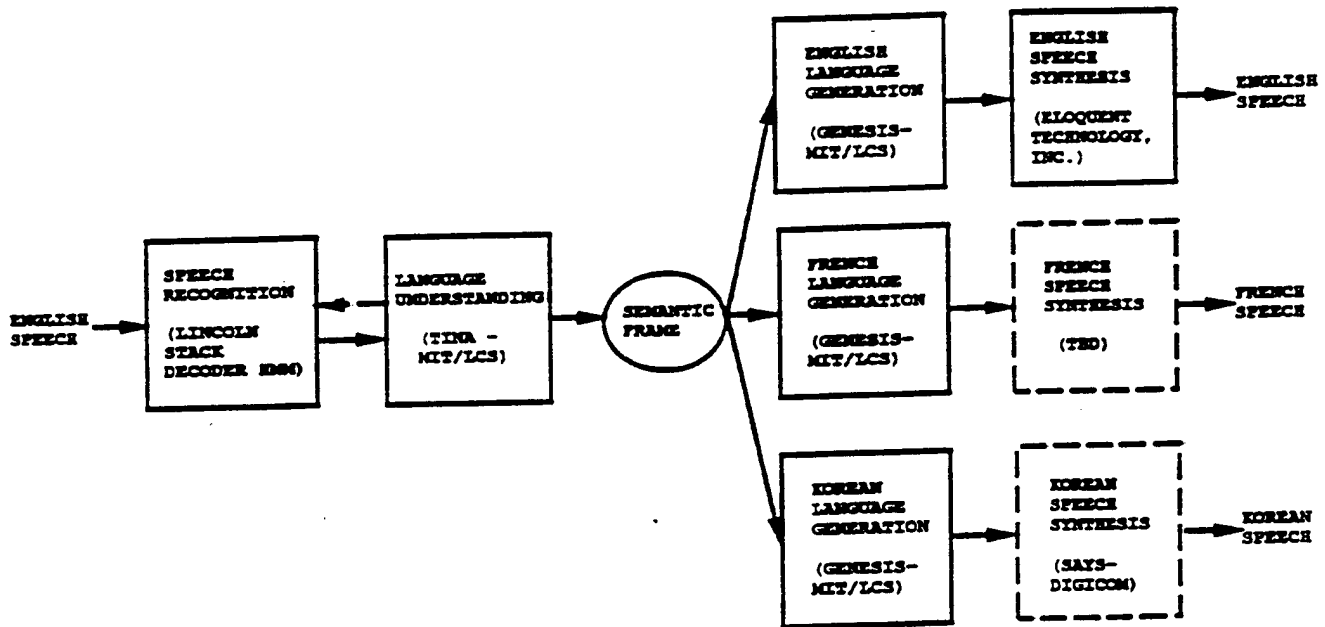 ENGLISH
SPEECH
SPEECH
RECOGNITION
(LINCOLN
STACK
DECODER HMM)
LANGUAGE
UNDERSTANDING
(TINA -
MIT/LCS)
SEMANTIC
FRAME
ENGLISH
LANGUAGE
GENERATION
(GENESIS-
MIT/LCS)
ENGLISH
SPEECH
SYNTHESIS
(ELOQUENT
TECHNOLOGY,
INC.)
ENGLISH
SPEECH
FRENCH
LANGUAGE
GENERATION
(GENESIS-
MIT/LCS)
FRENCH
SPEECH
SYNTHESIS
(TBD)
FRENCH
SPEECH
KOREAN
LANGUAGE
GENERATION
(GENESIS-
MIT/LCS)
KOREAN
SPEECH
SYNTHESIS
(SAYS-
DIGICOM)
KOREAN
SPEECH